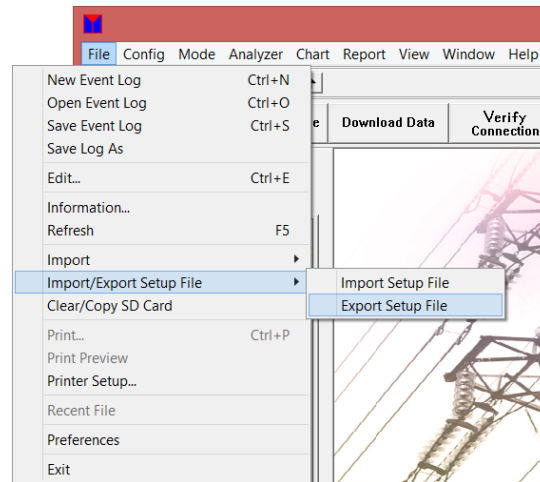 File Config Mode Analyzer Chart Report View Window Help
New Event Log Ctrl+N
Open Event Log Ctrl+O
Save Event Log Ctrl+S
Save Log As
Edit... Ctrl+E
Information...
Refresh F5
Import
Import/Export Setup File
Clear/Copy SD Card
Print... Ctrl+P
Print Preview
Printer Setup...
Recent File
Preferences
Exit
e
Download Data
Verify
Connection
Import Setup File
Export Setup File